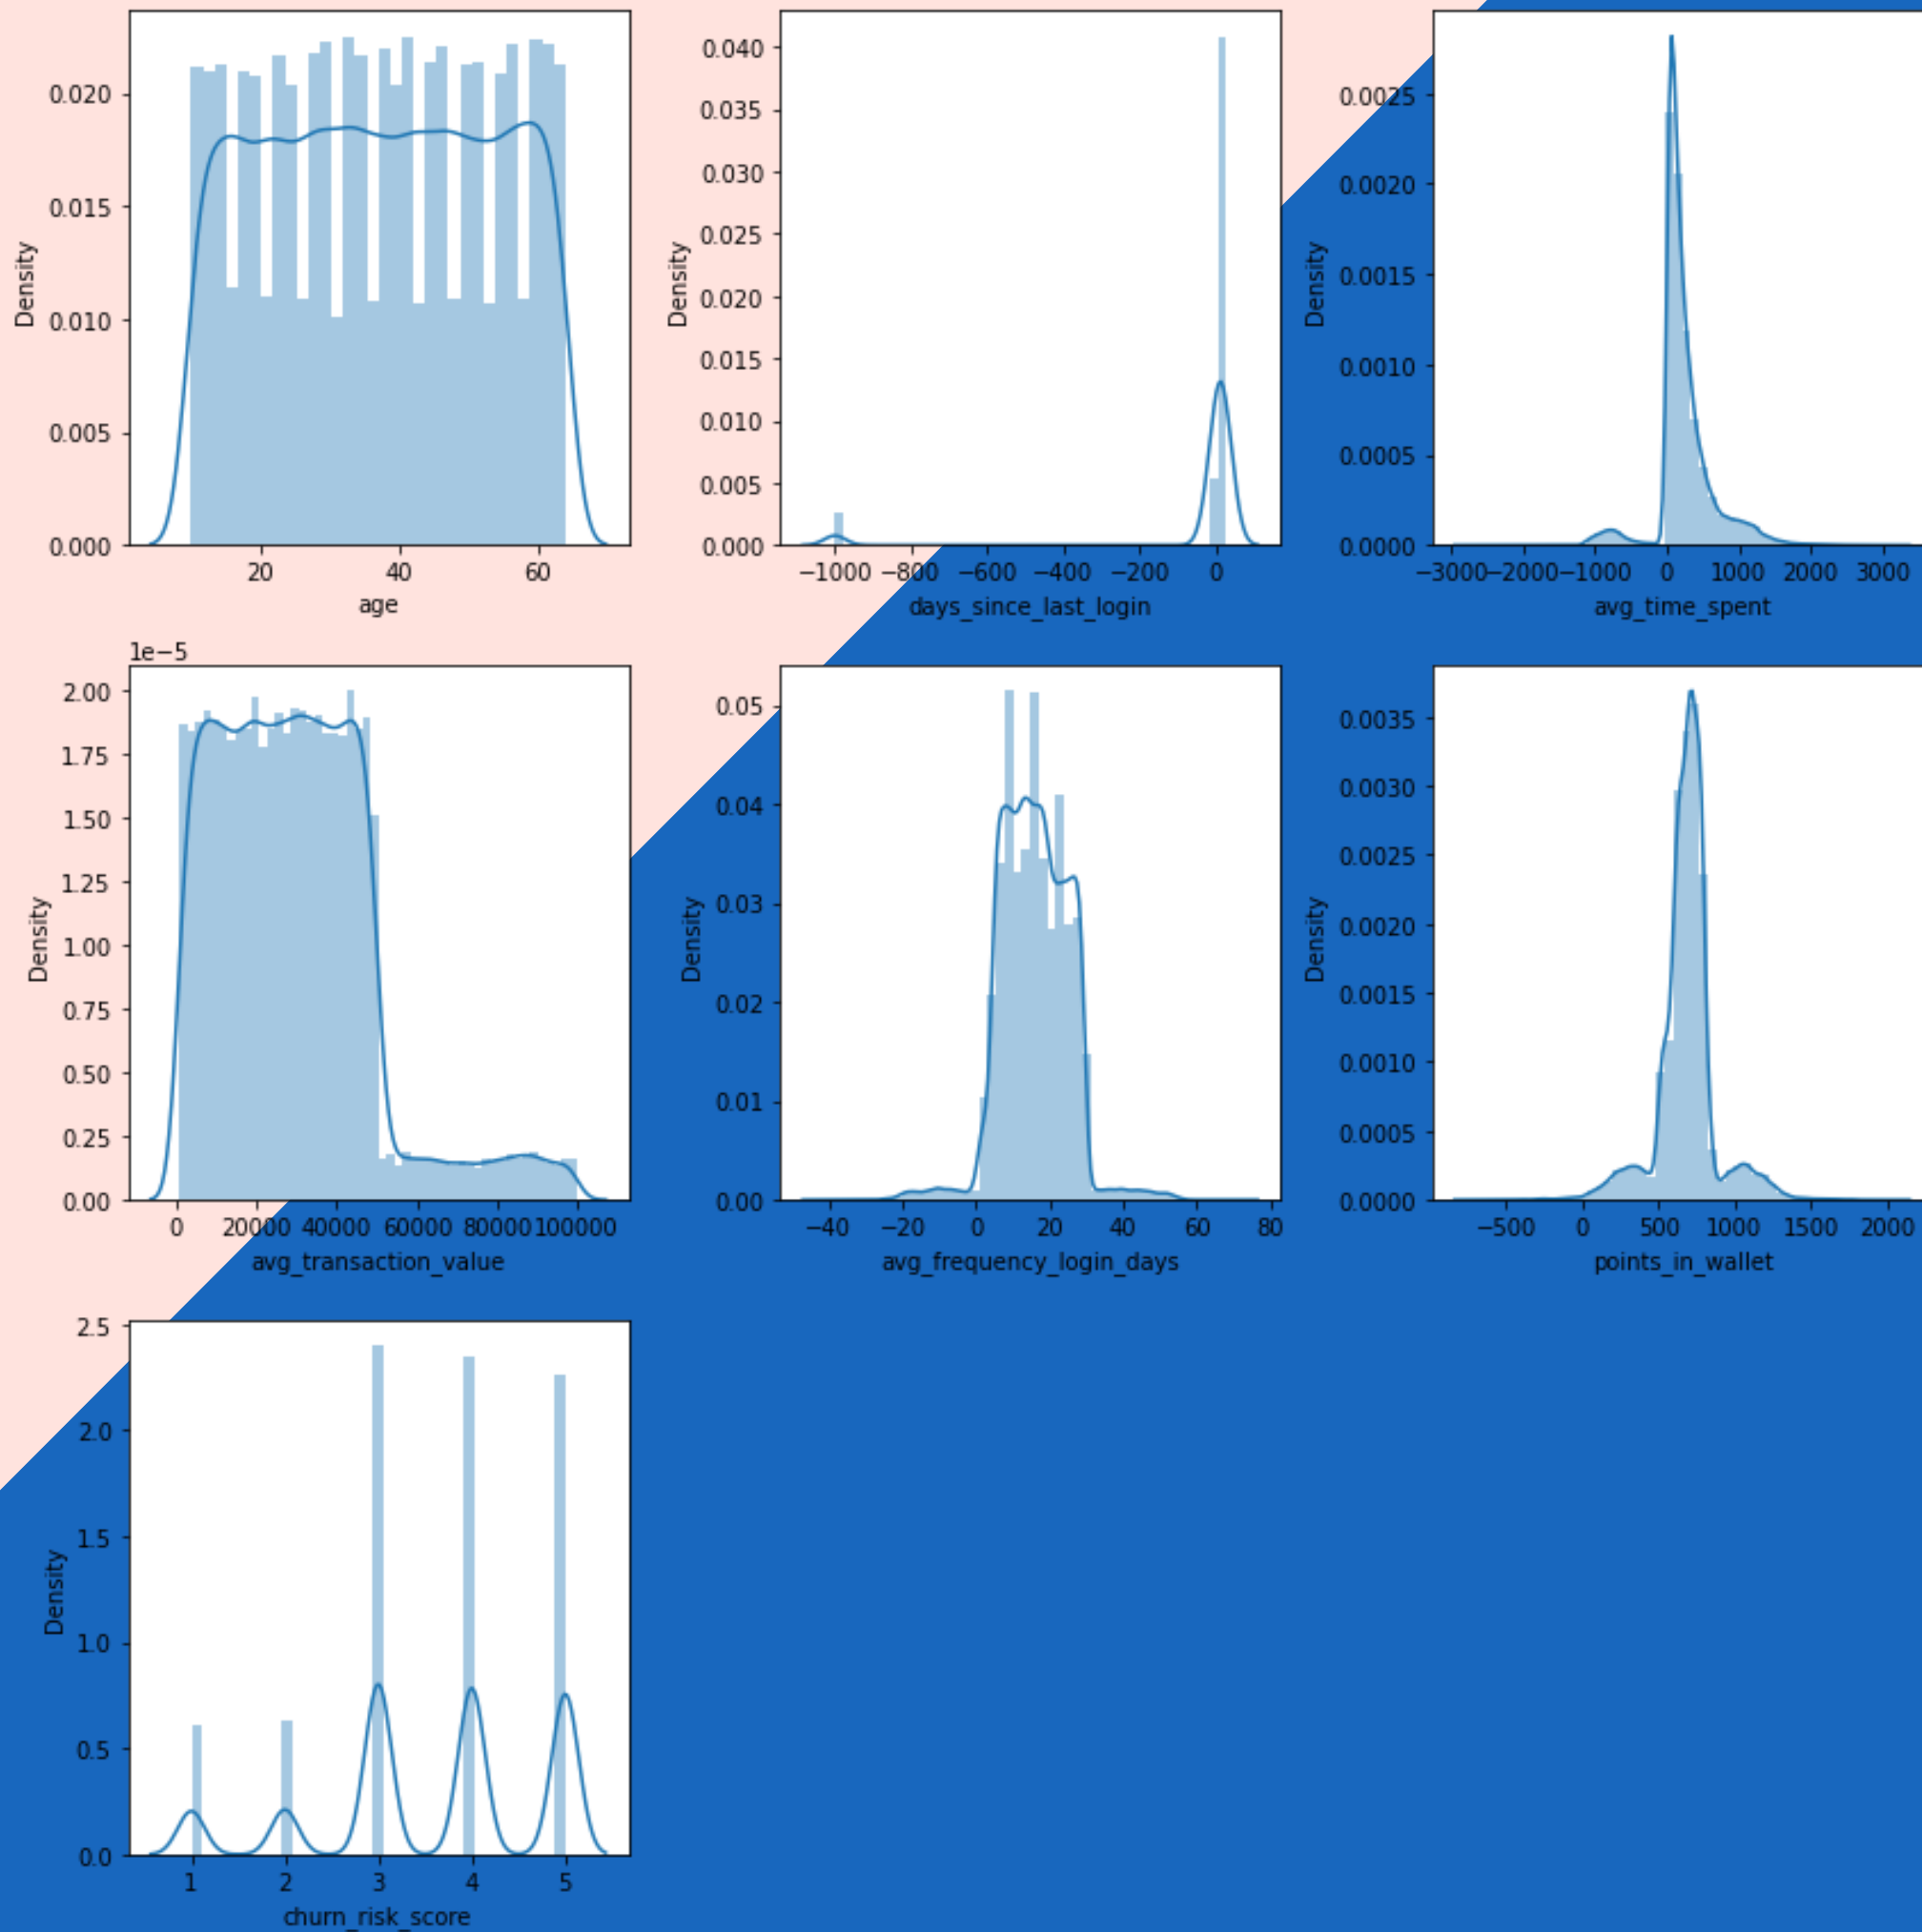 Density
0.020
0.015
0.010
0.005
0.000
20 40 60
age
Density
0.040
0.035
0.030
0.025
0.020
0.015
0.010
0.005
0.000
−1000 −800 −600 −400 −200 0
days_since_last_login
Density
0.0025
0.0020
0.0015
0.0010
0.0005
0.0000
−3000 −2000 −1000 0 1000 2000 3000
avg_time_spent
1e−5
Density
2.00
1.75
1.50
1.25
1.00
0.75
0.50
0.25
0.00
0 20000 40000 60000 80000 100000
avg_transaction_value
Density
0.05
0.04
0.03
0.02
0.01
0.00
−40 −20 0 20 40 60 80
avg_frequency_login_days
Density
0.0035
0.0030
0.0025
0.0020
0.0015
0.0010
0.0005
0.0000
−500 0 500 1000 1500 2000
points_in_wallet
Density
2.5
2.0
1.5
1.0
0.5
0.0
1 2 3 4 5
churn_risk_score